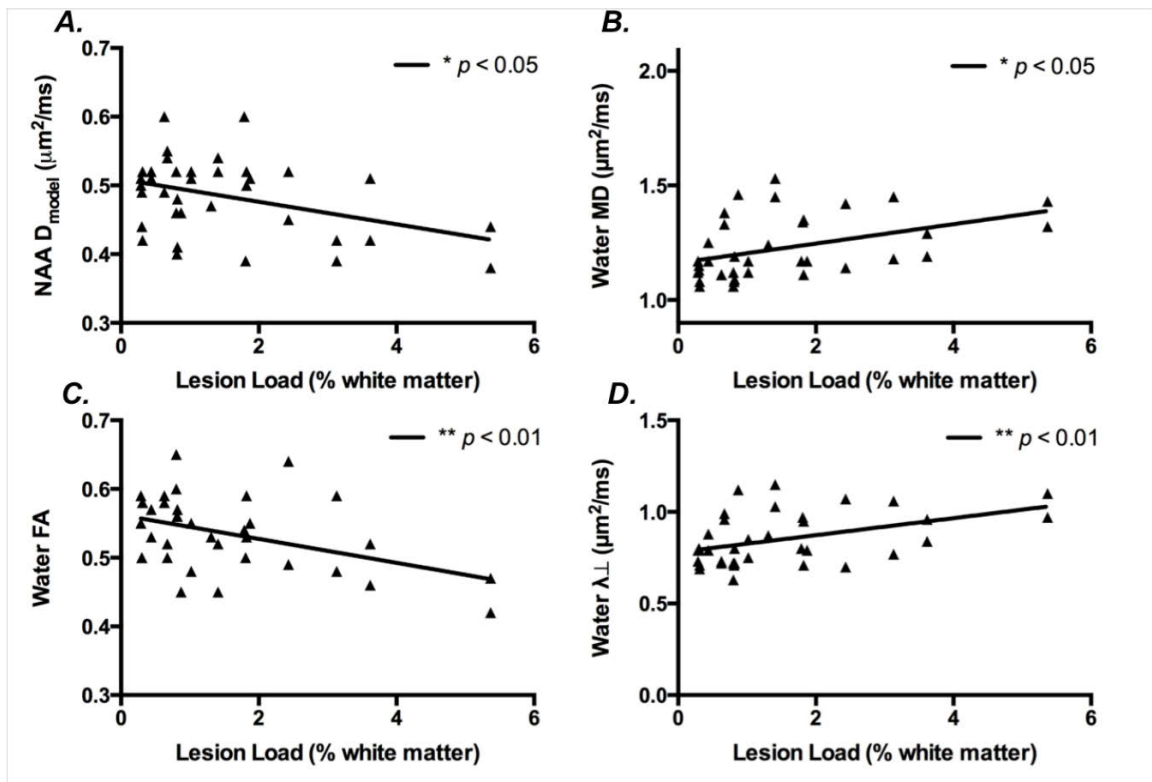 A.
* p < 0.05
NAA Dmodel (μm²/ms)
0.7
0.6
0.5
0.4
0.3
0
2
4
6
Lesion Load (% white matter)
B.
* p < 0.05
Water MD (μm²/ms)
2.0
1.5
1.0
0
2
4
6
Lesion Load (% white matter)
C.
** p < 0.01
Water FA
0.7
0.6
0.5
0.4
0.3
0
2
4
6
Lesion Load (% white matter)
D.
** p < 0.01
Water λ⊥ (μm²/ms)
1.5
1.0
0.5
0.0
0
2
4
6
Lesion Load (% white matter)